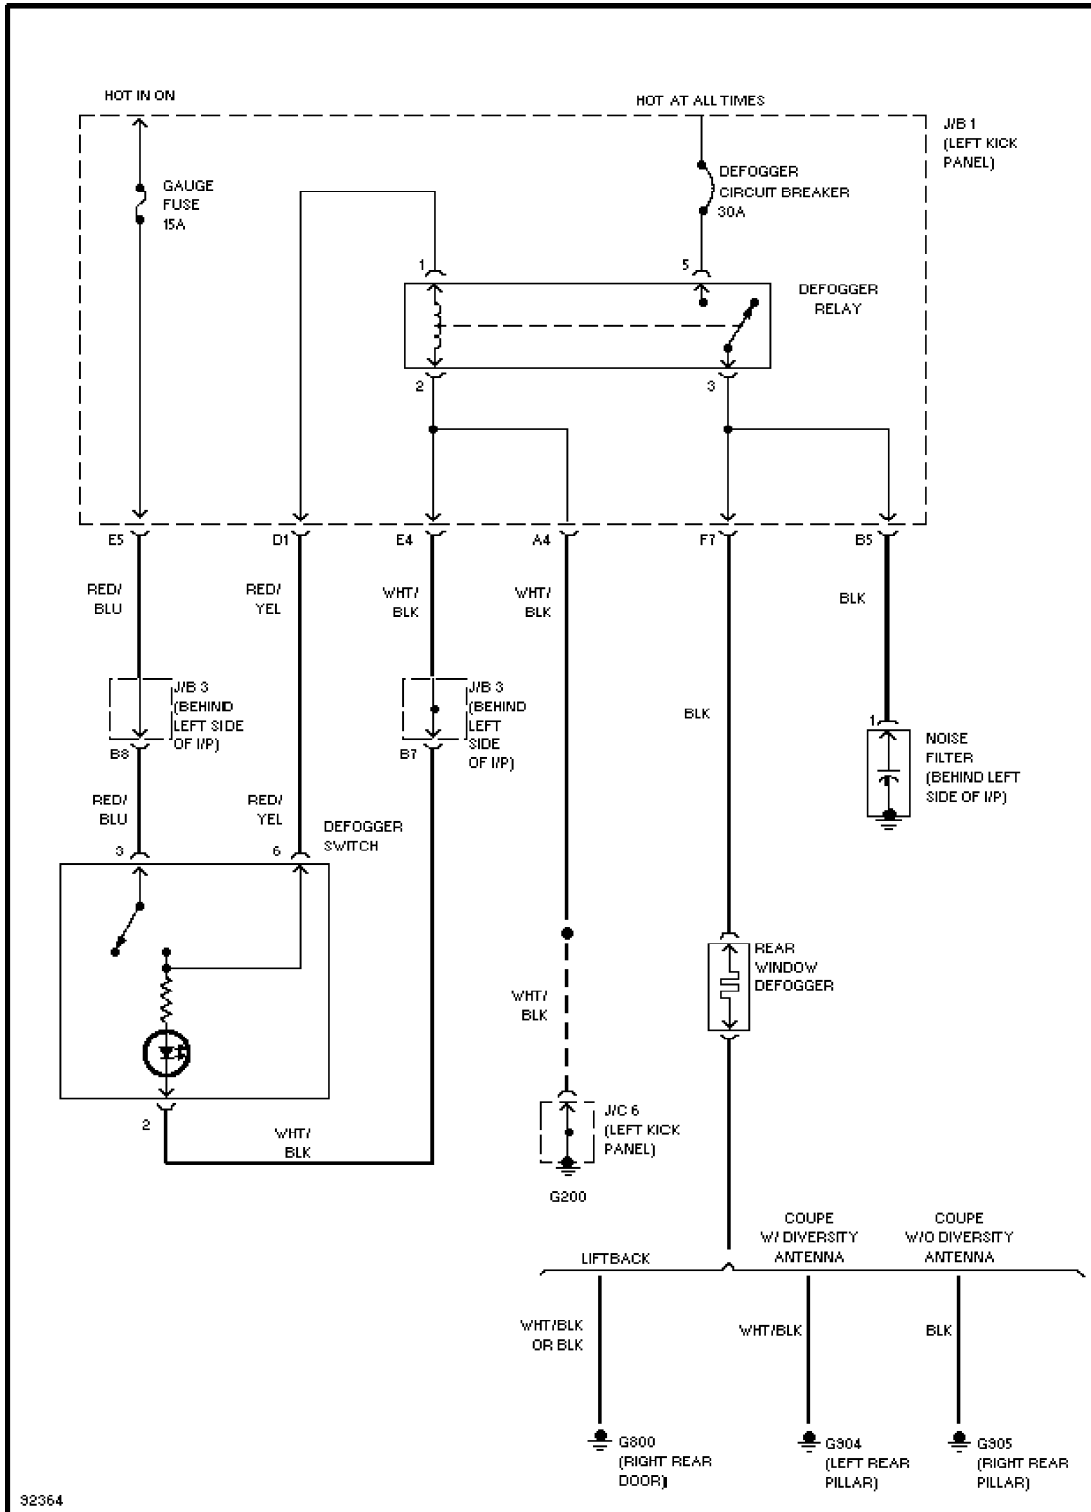 HOT IN ON
HOT AT ALL TIMES
J/B 1
(LEFT KICK
PANEL)
GAUGE
FUSE
15A
DEFOGGER
CIRCUIT BREAKER
30A
1
5
DEFOGGER
RELAY
2
3
E5
D1
E4
A4
F7
B5
RED/
BLU
RED/
YEL
WHT/
BLK
WHT/
BLK
BLK
J/B 3
(BEHIND
LEFT SIDE
OF I/P)
J/B 3
(BEHIND
LEFT
SIDE
OF I/P)
BLK
1
NOISE
FILTER
(BEHIND LEFT
SIDE OF I/P)
B8
B7
RED/
BLU
RED/
YEL
DEFOGGER
SWITCH
3
6
REAR
WINDOW
DEFOGGER
WHT/
BLK
2
WHT/
BLK
J/C 6
(LEFT KICK
PANEL)
G200
LIFTBACK
COUPE
W/ DIVERSITY
ANTENNA
COUPE
W/O DIVERSITY
ANTENNA
WHT/BLK
OR BLK
WHT/BLK
BLK
G800
(RIGHT REAR
DOOR)
G904
(LEFT REAR
PILLAR)
G905
(RIGHT REAR
PILLAR)
92364